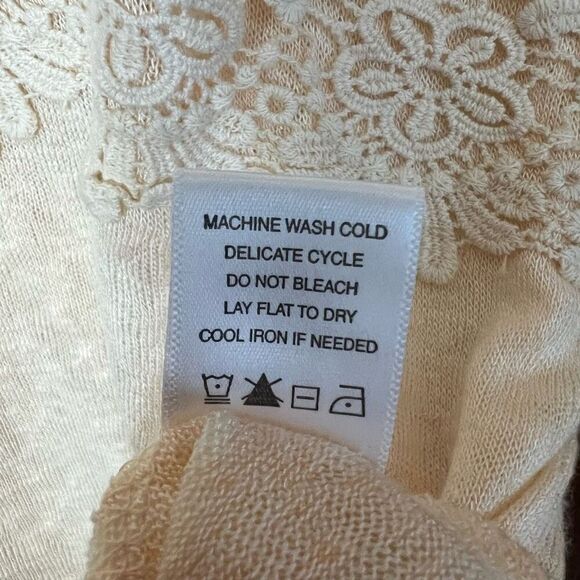 MACHINE WASH COLD
DELICATE CYCLE
DO NOT BLEACH
LAY FLAT TO DRY
COOL IRON IF NEEDED